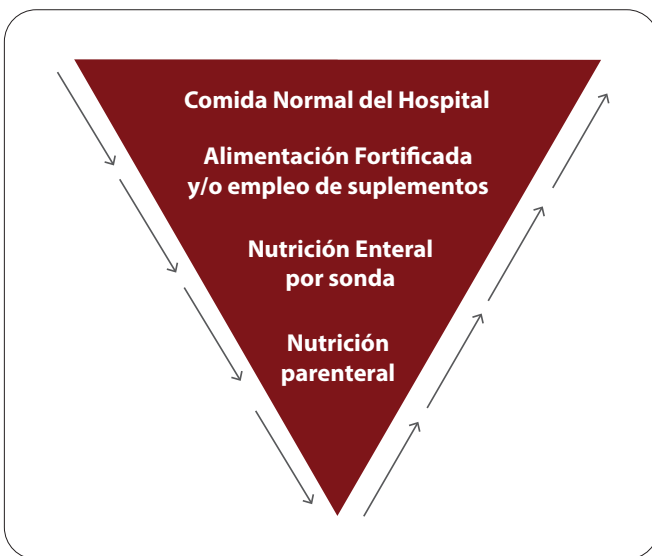 Comida Normal del Hospital
Alimentación Fortificada
y/o empleo de suplementos
Nutrición Enteral
por sonda
Nutrición
parenteral